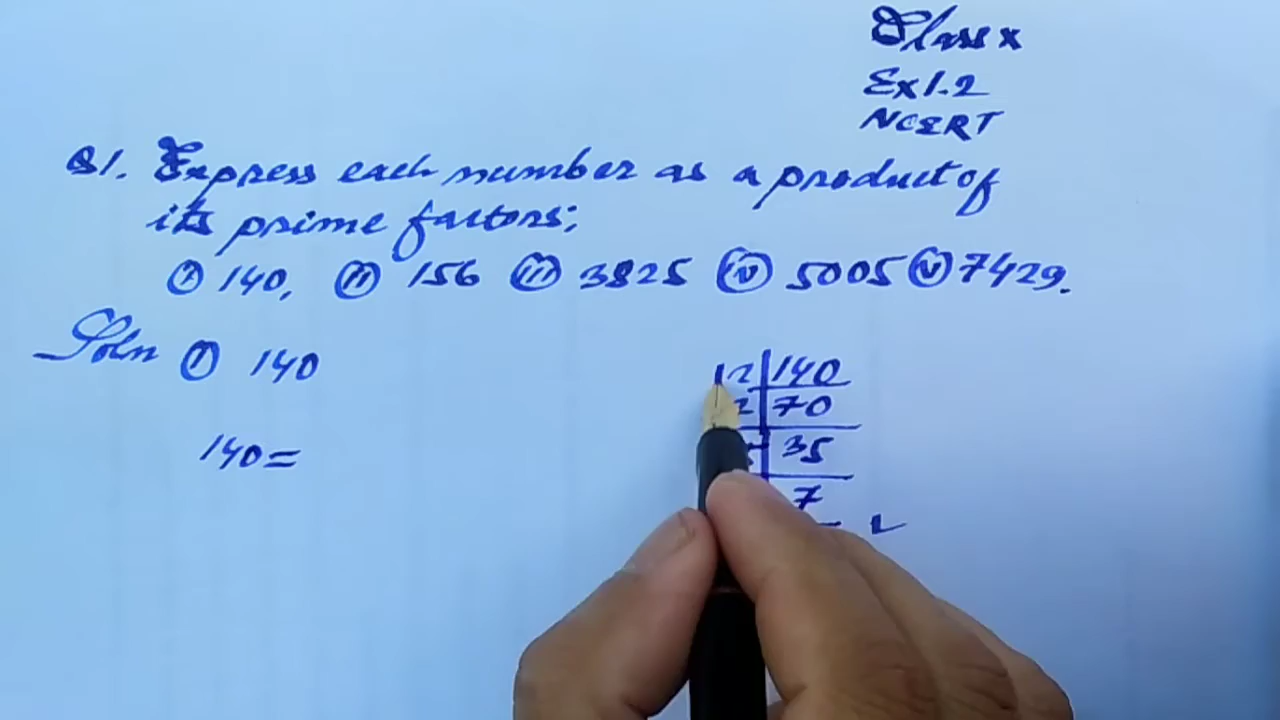 Class X
Ex 1.2
NCERT
Q1. Express each number as a product of
its prime factors;
(i) 140, (ii) 156 (iii) 3825 (iv) 5005 (v) 7429.
Soln (i) 140
140 =
2 | 140
2 | 70
35
7